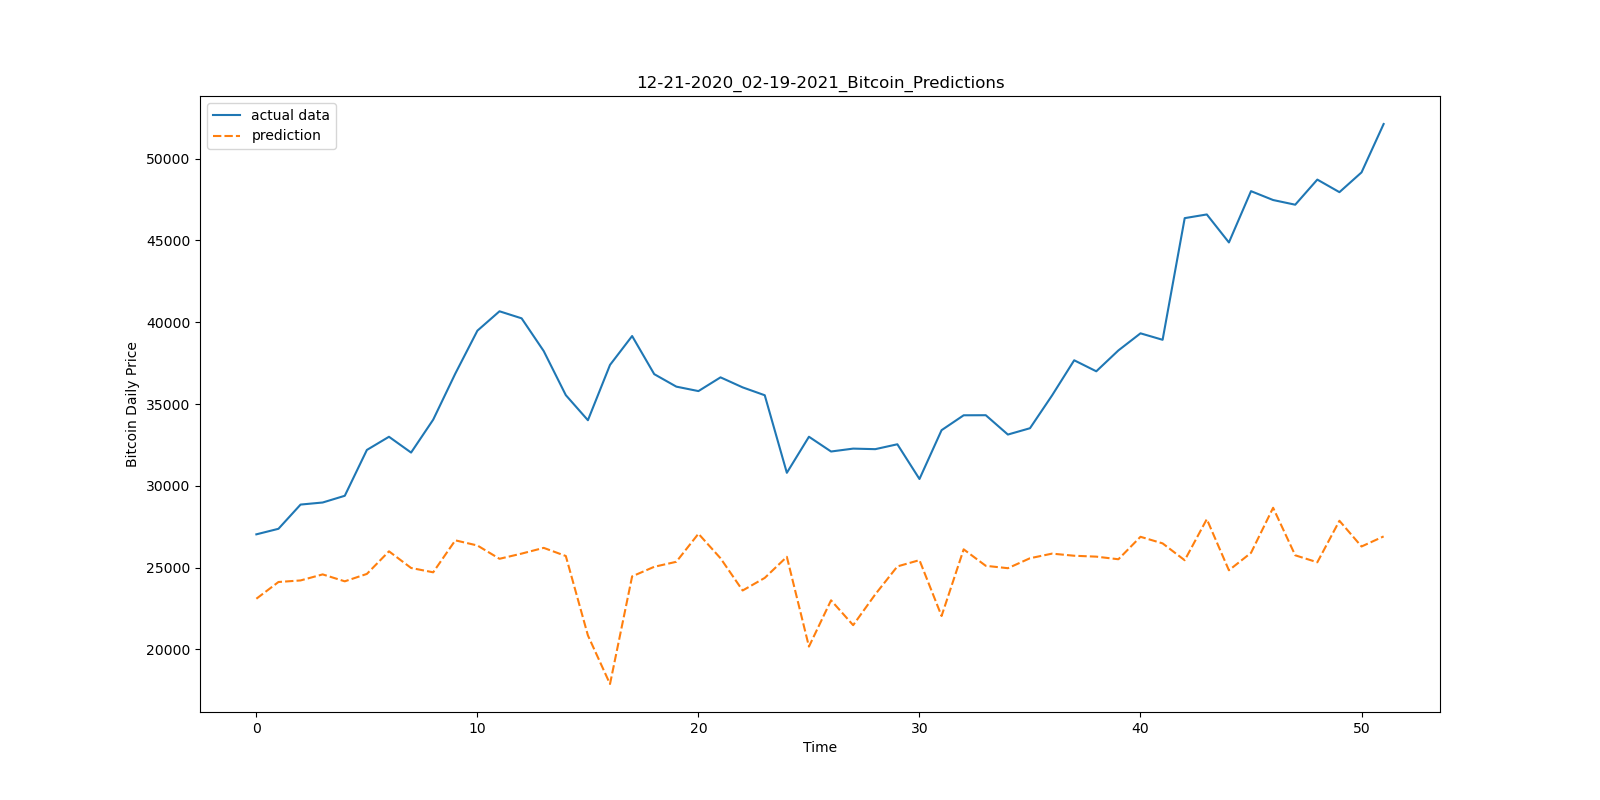 12-21-2020_02-19-2021_Bitcoin_Predictions
actual data
prediction
Bitcoin Daily Price
50000
45000
40000
35000
30000
25000
20000
0 10 20 30 40 50
Time